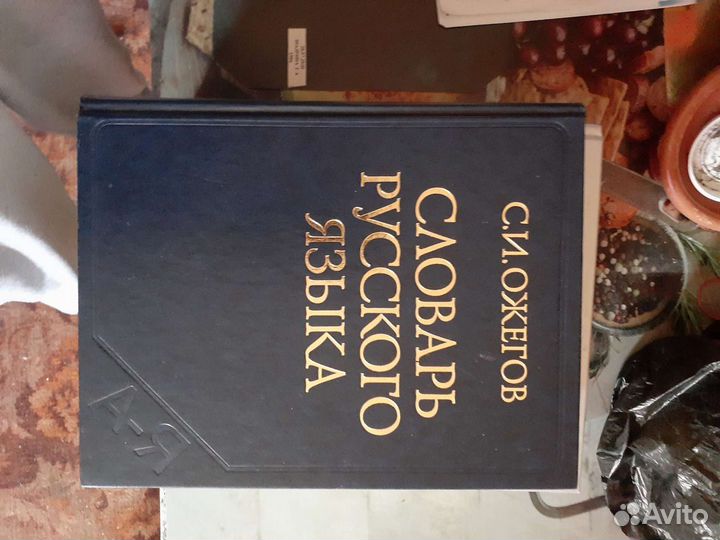 С.И. ОЖЕГОВ
СЛОВАРЬ
РУССКОГО
ЯЗЫКА
А-Я
Avito